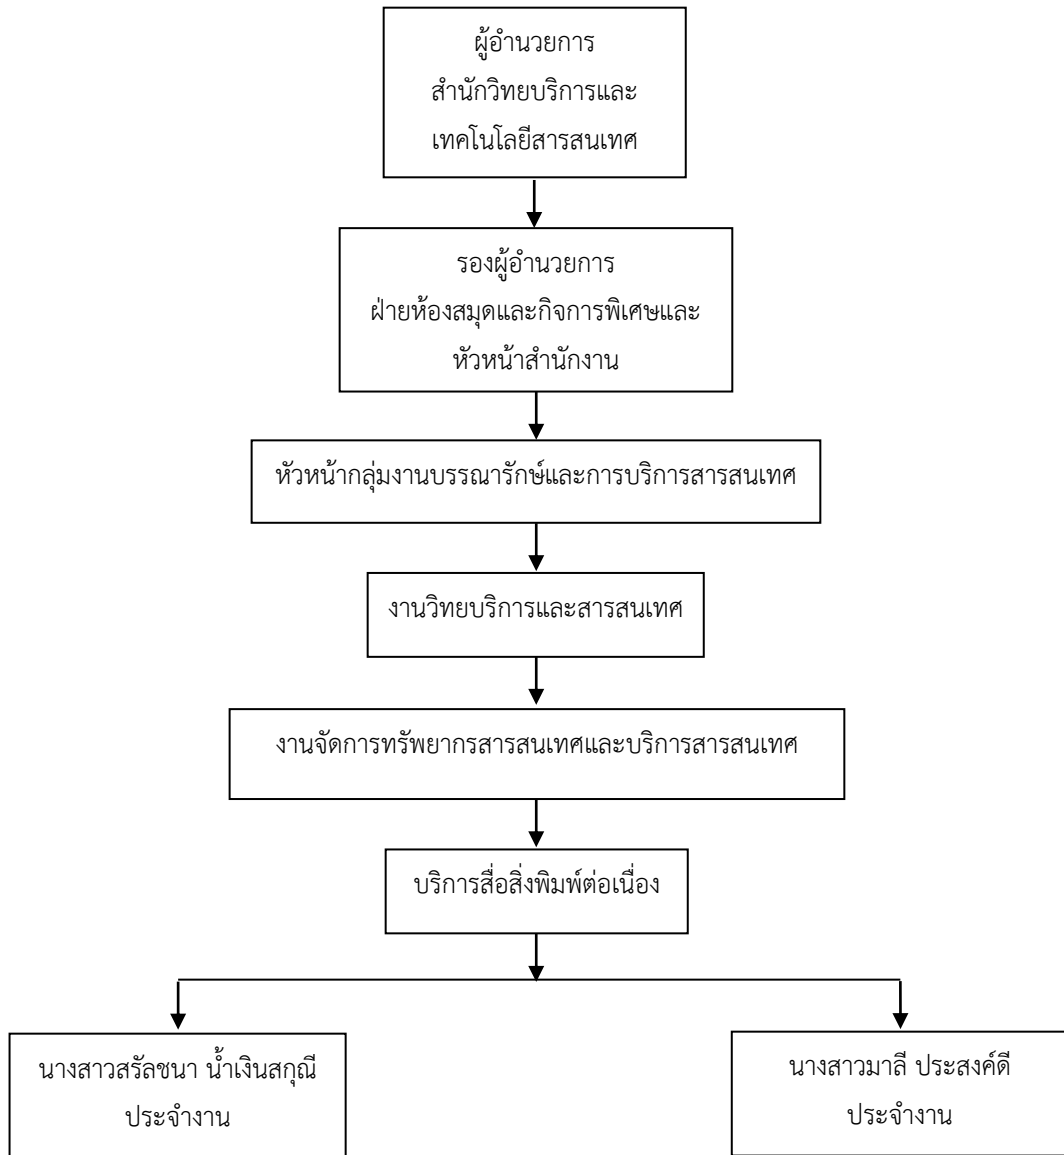 ผู้อำนวยการ
สำนักวิทยบริการและ
เทคโนโลยีสารสนเทศ
รองผู้อำนวยการ
ฝ่ายห้องสมุดและกิจการพิเศษและ
หัวหน้าสำนักงาน
หัวหน้ากลุ่มงานบรรณารักษ์และการบริการสารสนเทศ
งานวิทยบริการและสารสนเทศ
งานจัดการทรัพยากรสารสนเทศและบริการสารสนเทศ
บริการสื่อสิ่งพิมพ์ต่อเนื่อง
นางสาวสรัลชนา น้ำเงินสกุณี
ประจำงาน
นางสาวมาลี ประสงค์ดี
ประจำงาน